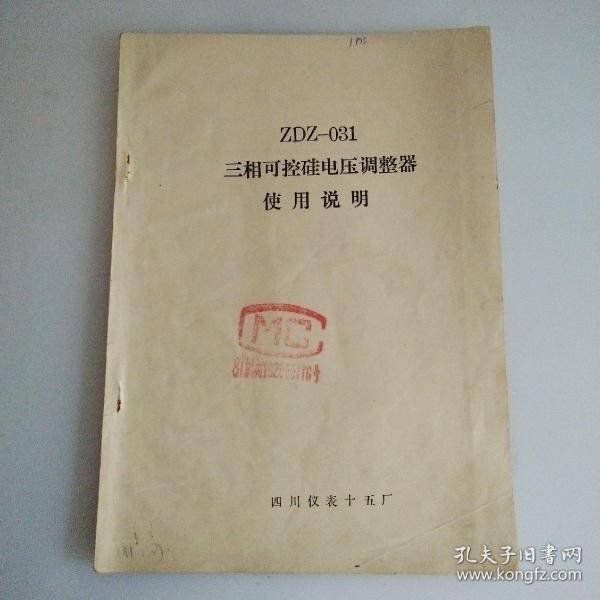 ZDZ-031
三相可控硅电压调整器
使用说明
MC
四川仪表十五厂
孔夫子旧书网
www.kongfz.com